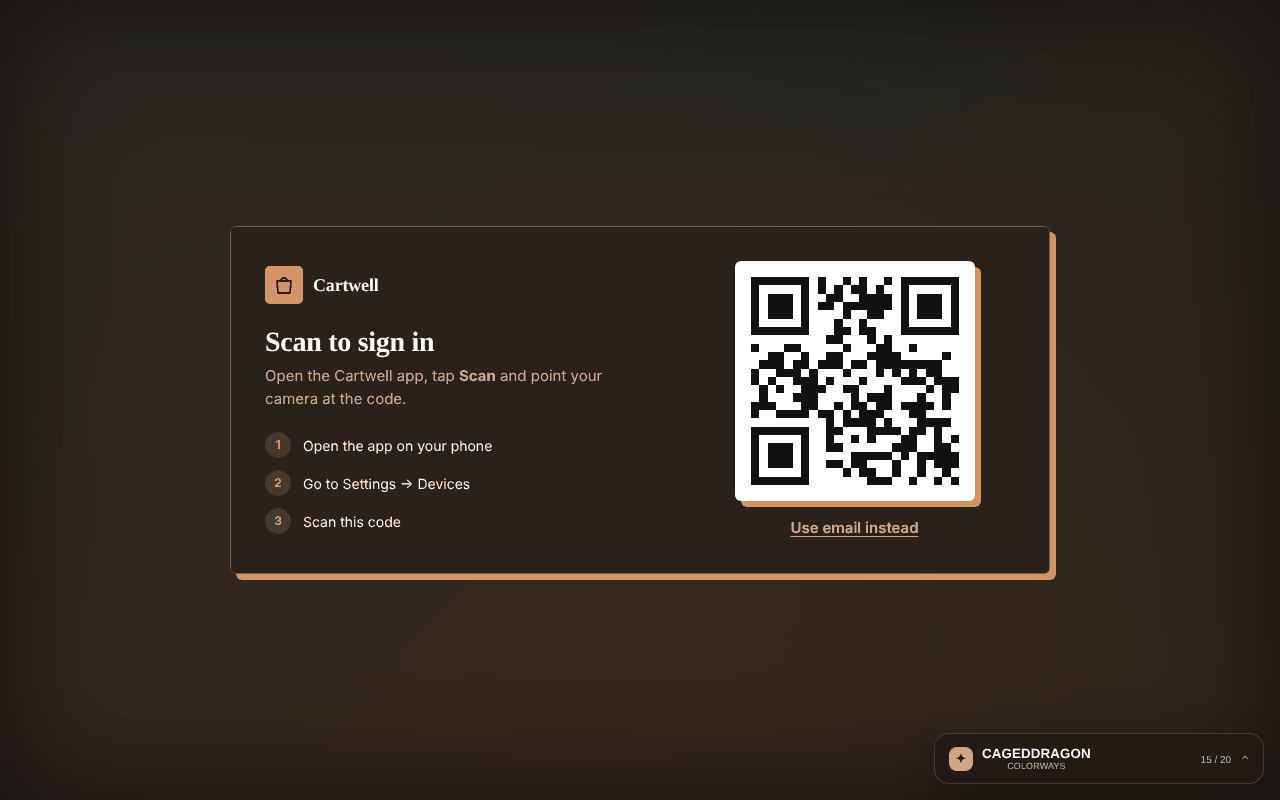 Cartwell
Scan to sign in
Open the Cartwell app, tap Scan and point your
camera at the code.
1 Open the app on your phone
2 Go to Settings → Devices
3 Scan this code
Use email instead
CAGEDDRAGON
COLORWAYS
15 / 20